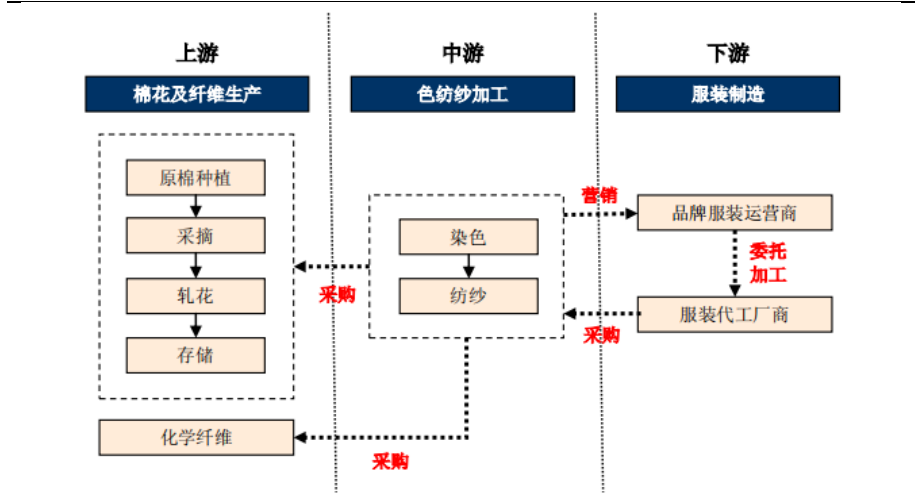 上游
中游
下游
棉花及纤维生产
色纺纱加工
服装制造
原棉种植
采摘
轧花
存储
化学纤维
采购
采购
染色
纺纱
营销
采购
品牌服装运营商
委托
加工
服装代工厂商